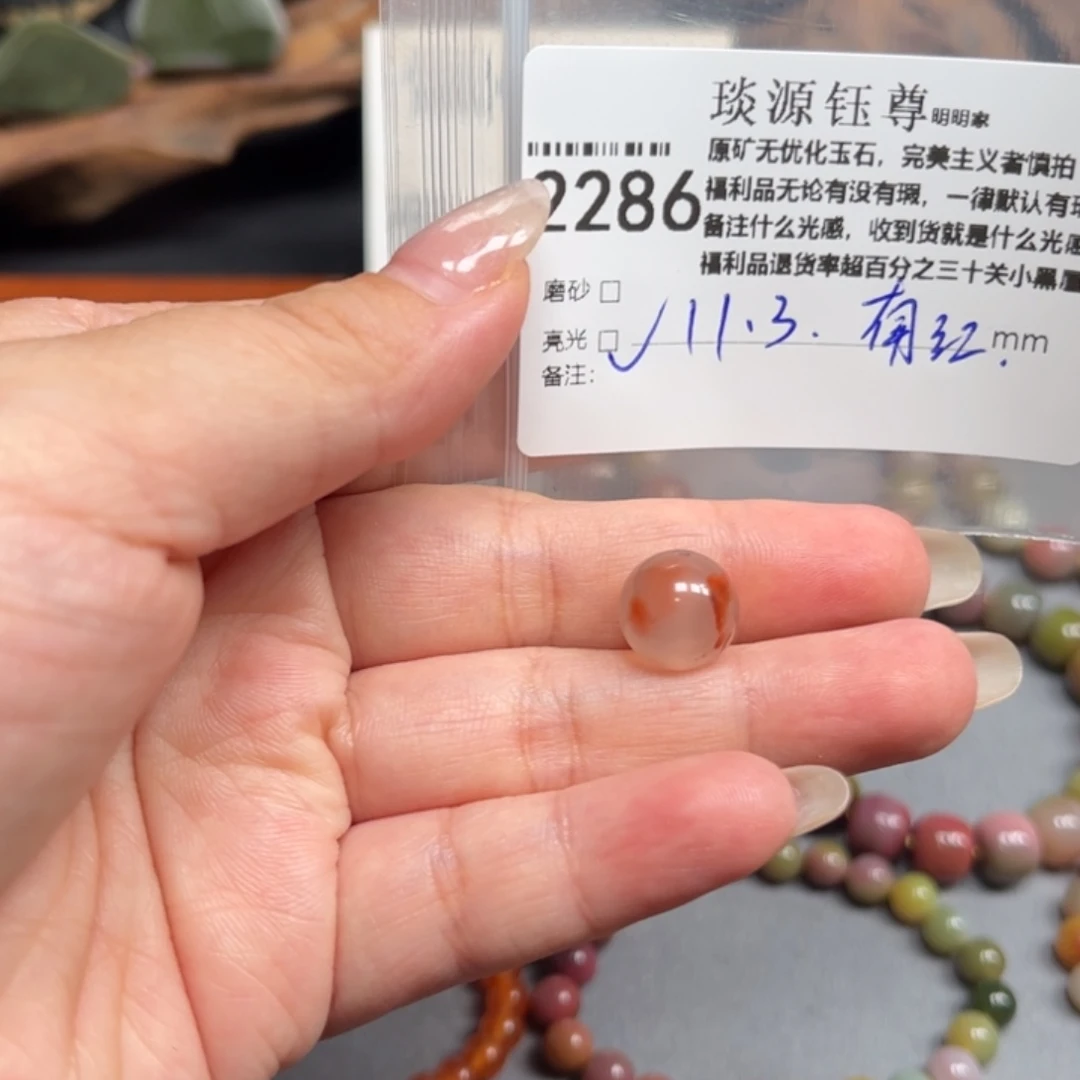 琰源钰尊明明家
原矿无优化玉石，完美主义者慎拍
2286
福利品无论有没有瑕，一律默认有
备注什么光感，收到货就是什么光感
福利品退货率超百分之三十关小黑
磨砂 □
亮光 □ ✓ 11.3. 有红. mm
备注：